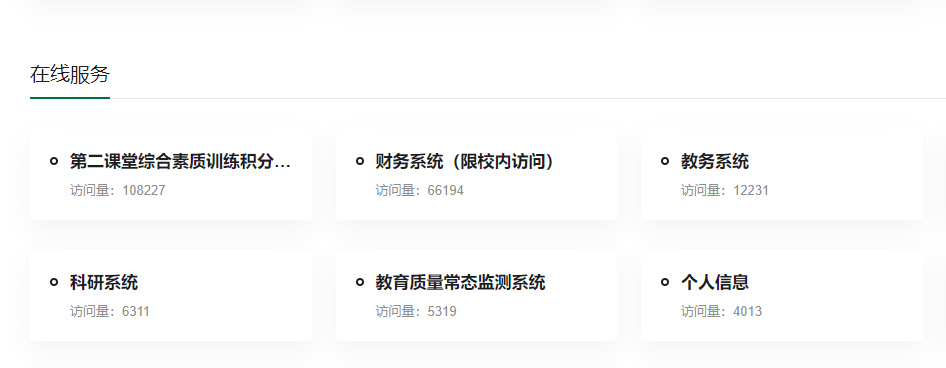 在线服务
第二课堂综合素质训练积分...
财务系统（限校内访问）
教务系统
访问量：108227
访问量：66194
访问量：12231
科研系统
教育质量常态监测系统
个人信息
访问量：6311
访问量：5319
访问量：4013